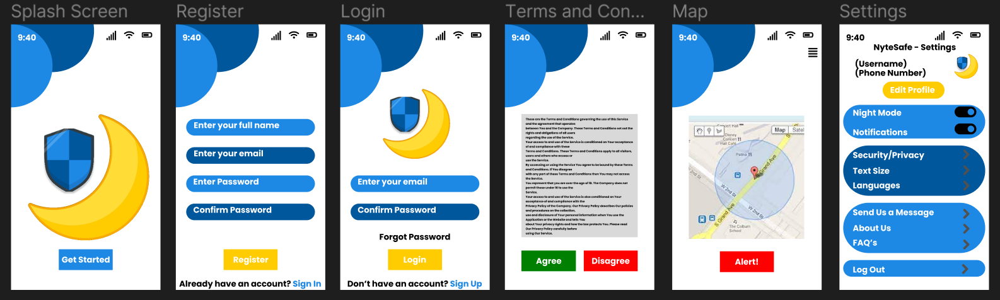 Splash Screen
9:40
Get Started
Register
9:40
Enter your full name
Enter your email
Enter Password
Confirm Password
Register
Already have an account? Sign In
Login
9:40
Enter your email
Confirm Password
Forgot Password
Login
Don't have an account? Sign Up
Terms and Con...
9:40
These are the Terms and Conditions governing the use of this Service
and the agreement that operates
between You and the Company. These Terms and Conditions set out the
rights and obligations of all users
regarding the use of the Service.
Your access to and use of the Service is conditioned on Your acceptance
of and compliance with these
Terms and Conditions. These Terms and Conditions apply to all visitors,
users and others who access or
use the Service.
By accessing or using the Service You agree to be bound by these Terms
and Conditions. If You disagree
with any part of these Terms and Conditions then You may not access
the Service.
You represent that you are over the age of 18. The Company does not
permit those under 18 to use the
Service.
Your access to and use of the Service is also conditioned on Your
acceptance of and compliance with the
Privacy Policy of the Company. Our Privacy Policy describes Our policies
and procedures on the collection,
use and disclosure of Your personal information when You use the
Application or the Website and tells You
about Your privacy rights and how the law protects You. Please read
Our Privacy Policy carefully before
using Our Service.
Agree
Disagree
Map
9:40
Concert Hall
Map
Satel
Disney
Concert
Hall Café
Patina
S Grand Ave
W 2nd St
W 2nd St
S Grand Ave
The Colburn
School
Alert!
Settings
9:40
NyteSafe - Settings
(Username)
(Phone Number)
Edit Profile
Night Mode
Notifications
Security/Privacy
Text Size
Languages
Send Us a Message
About Us
FAQ's
Log Out